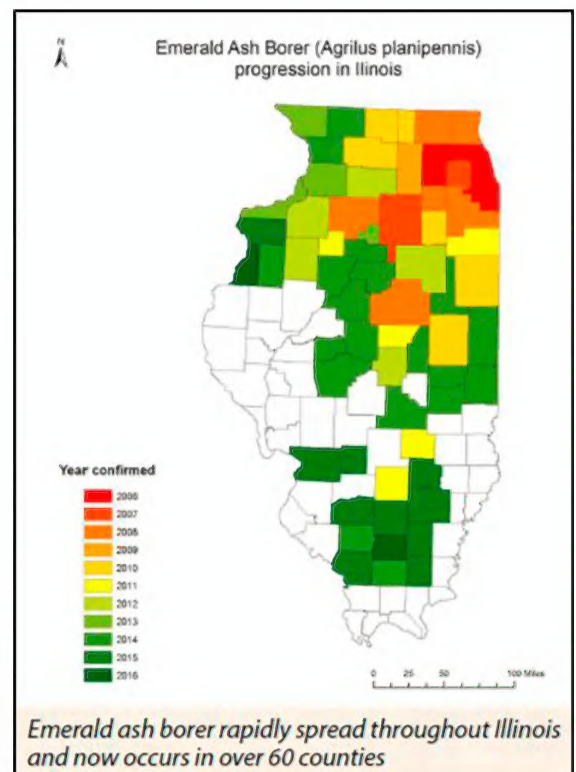 N
Emerald Ash Borer (Agrilus planipennis)
progression in Ilinois
Year confirmed
2006
2007
2008
2009
2010
2011
2012
2013
2014
2015
2016
0 25 50 100 Miles
Emerald ash borer rapidly spread throughout Illinois
and now occurs in over 60 counties